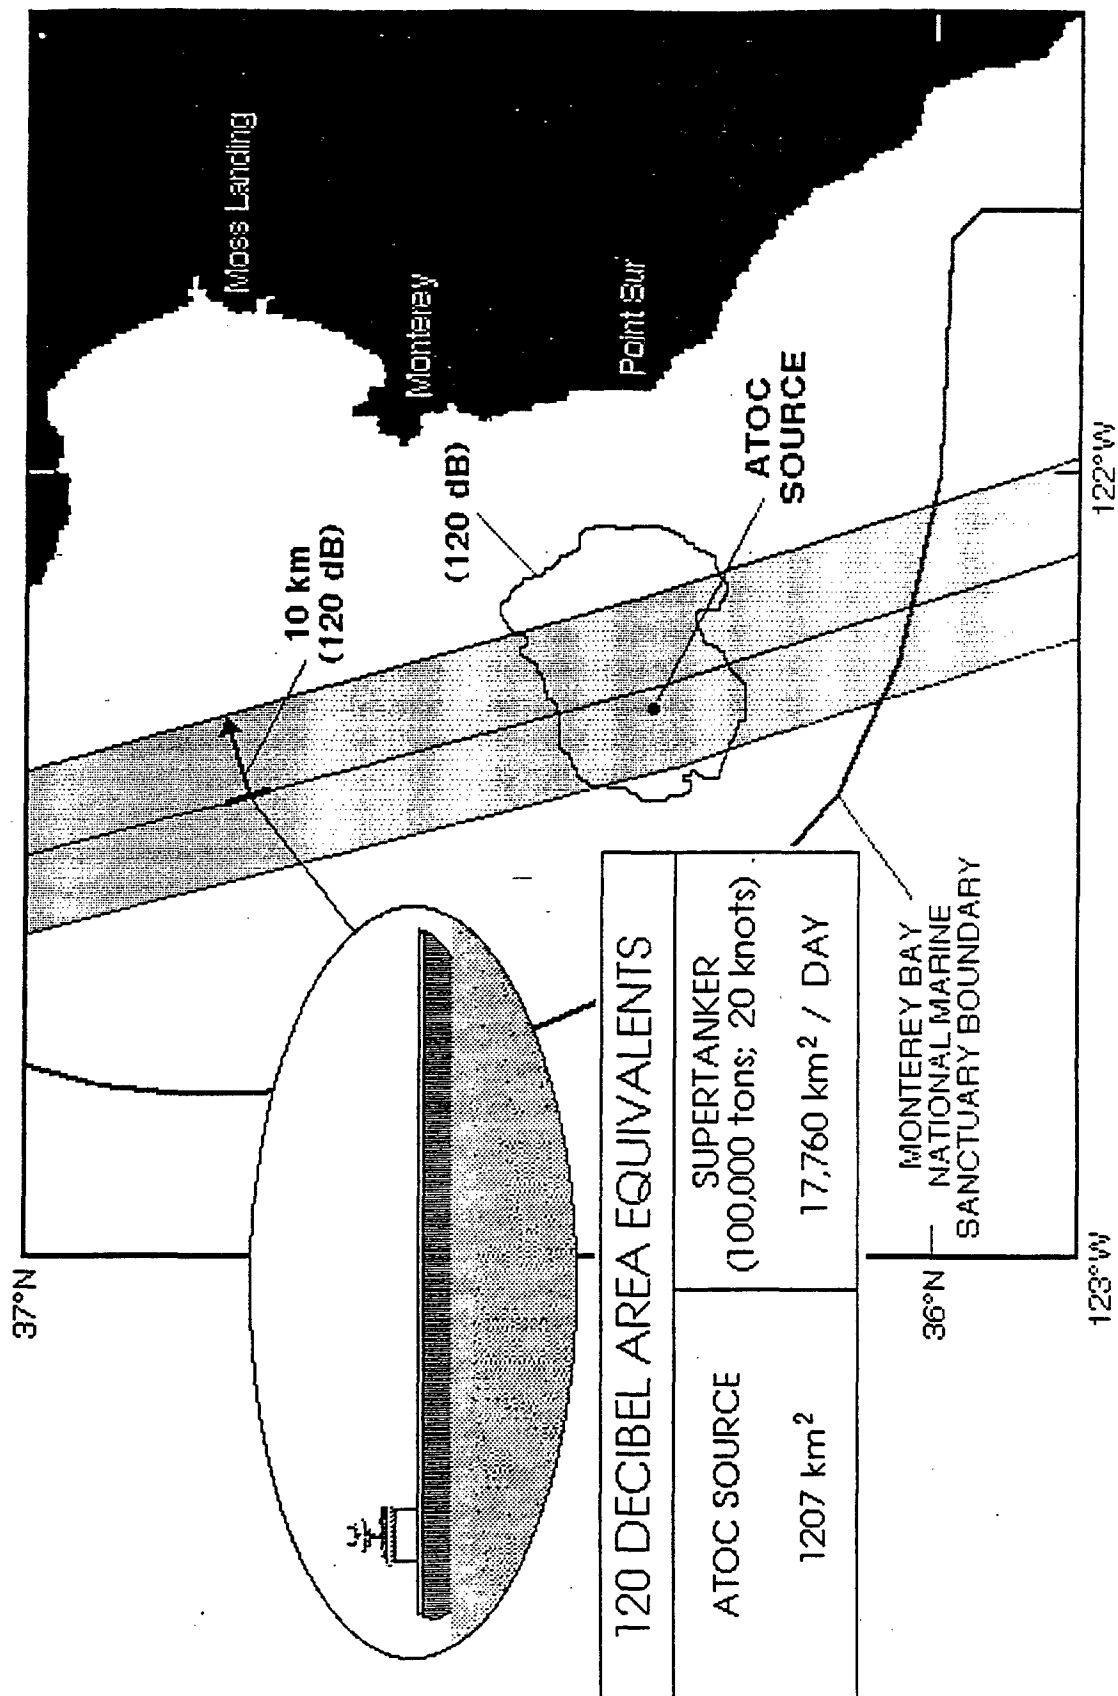 37°N
Moss Landing
10 km
(120 dB)
Monterey
(120 dB)
Point Sur
ATOC
SOURCE
120 DECIBEL AREA EQUIVALENTS
ATOC SOURCE
1207 km²
SUPERTANKER
(100,000 tons; 20 knots)
17,760 km² / DAY
MONTEREY BAY
NATIONAL MARINE
SANCTUARY BOUNDARY
36°N
123°W
122°W